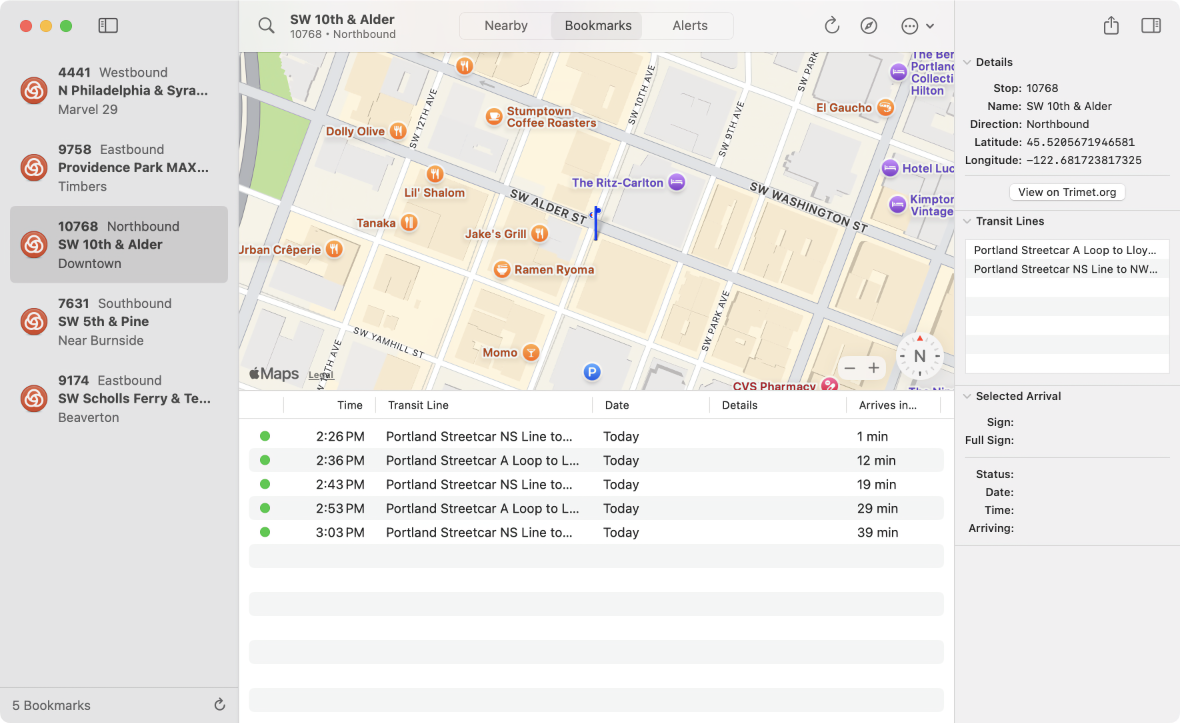 4441 Westbound
N Philadelphia & Syra...
Marvel 29
9758 Eastbound
Providence Park MAX...
Timbers
10768 Northbound
SW 10th & Alder
Downtown
7631 Southbound
SW 5th & Pine
Near Burnside
9174 Eastbound
SW Scholls Ferry & Te...
Beaverton
5 Bookmarks
SW 10th & Alder
10768 • Northbound
Nearby
Bookmarks
Alerts
The Ben
Portland
Collecti
Hilton
SW PARK
El Gaucho
Stumptown
Coffee Roasters
Dolly Olive
SW 12TH AVE
SW 10TH AVE
SW 9TH AVE
Hotel Luc
The Ritz-Carlton
Lil' Shalom
SW ALDER ST
SW WASHINGTON ST
Kimpton
Vintage
Tanaka
Jake's Grill
Urban Crêperie
Ramen Ryoma
SW PARK AVE
SW YAMHILL ST
Momo
N
P
Maps
Legal
CVS Pharmacy
The Nin
Time
Transit Line
Date
Details
Arrives in...
2:26 PM Portland Streetcar NS Line to... Today 1 min
2:36 PM Portland Streetcar A Loop to L... Today 12 min
2:43 PM Portland Streetcar NS Line to... Today 19 min
2:53 PM Portland Streetcar A Loop to L... Today 29 min
3:03 PM Portland Streetcar NS Line to... Today 39 min
Details
Stop: 10768
Name: SW 10th & Alder
Direction: Northbound
Latitude: 45.5205671946581
Longitude: −122.681723817325
View on Trimet.org
Transit Lines
Portland Streetcar A Loop to Lloy...
Portland Streetcar NS Line to NW...
Selected Arrival
Sign:
Full Sign:
Status:
Date:
Time:
Arriving: